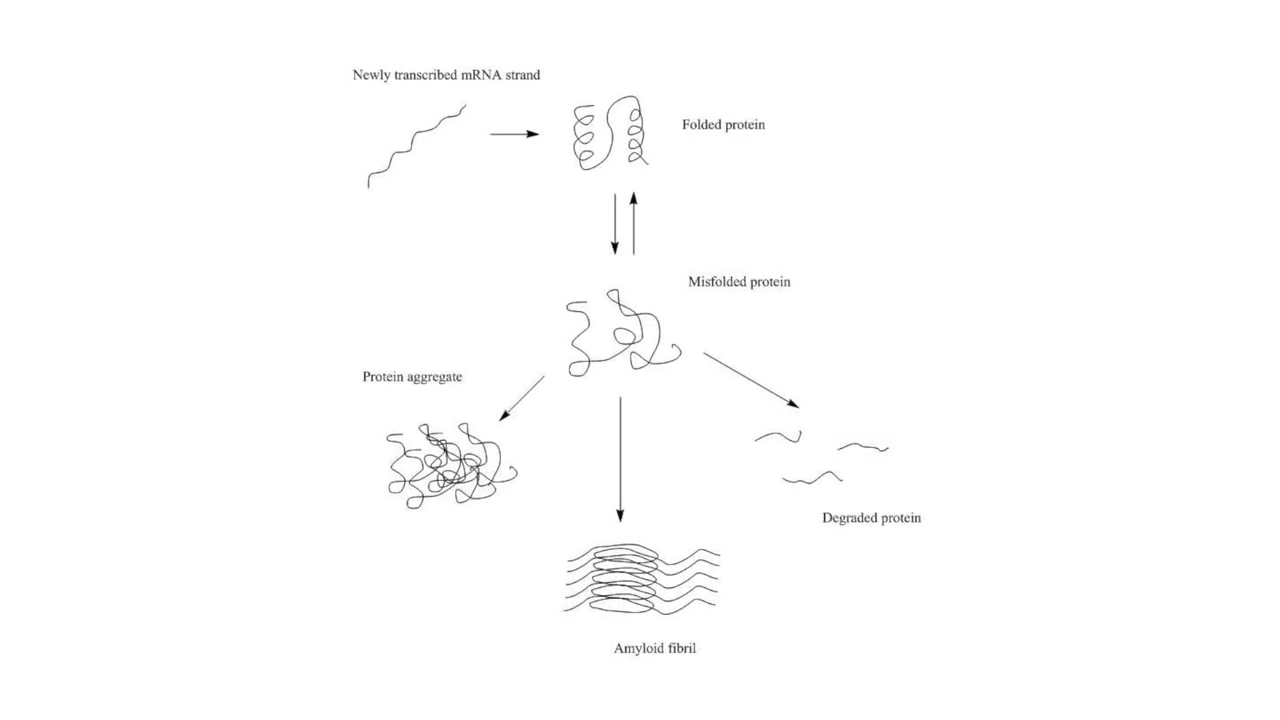 Newly transcribed mRNA strand
Folded protein
Misfolded protein
Protein aggregate
Degraded protein
Amyloid fibril